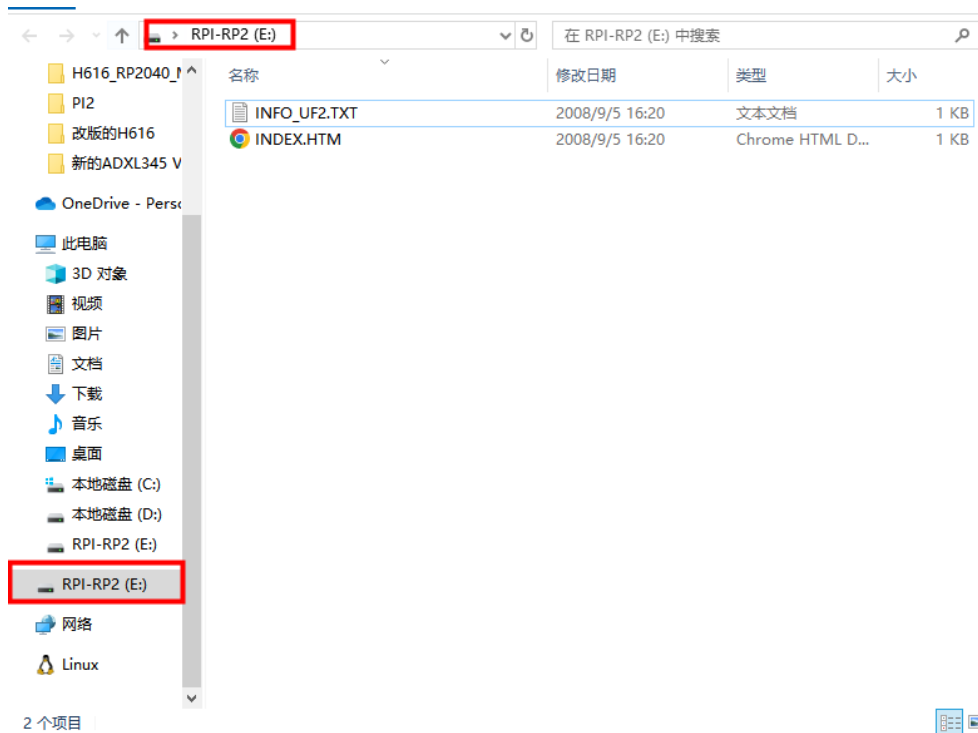 RPI-RP2 (E:)
在 RPI-RP2 (E:) 中搜索
名称 修改日期 类型 大小
INFO_UF2.TXT 2008/9/5 16:20 文本文档 1 KB
INDEX.HTM 2008/9/5 16:20 Chrome HTML D... 1 KB
H616_RP2040_
PI2
改版的H616
新的ADXL345 V
OneDrive - Perso
此电脑
3D 对象
视频
图片
文档
下载
音乐
桌面
本地磁盘 (C:)
本地磁盘 (D:)
RPI-RP2 (E:)
RPI-RP2 (E:)
网络
Linux
2 个项目